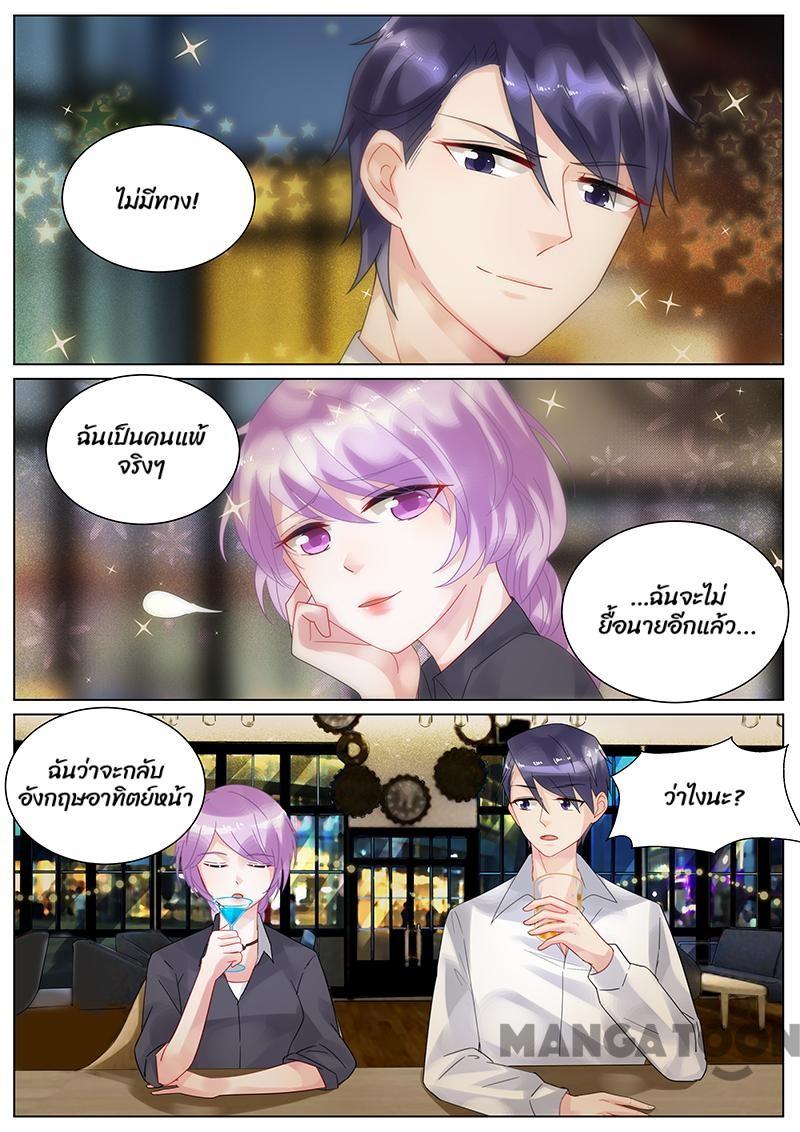 ไม่มีทาง!
ฉันเป็นคนแพ้
จริงๆ
...ฉันจะไม่
ยื้อนายอีกแล้ว...
ฉันว่าจะกลับ
อังกฤษอาทิตย์หน้า
ว่าไงนะ?
MANGATOON